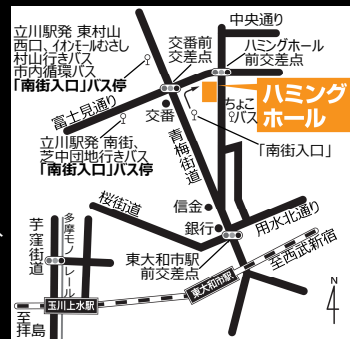 立川駅発 東村山
西口、イオンモールむさし
村山行きバス
市内循環バス
「南街入口」バス停
中央通り
交番前
交差点
ハミングホール
前交差点
富士見通り
交番
ちょこ
バス
ハミング
ホール
立川駅発 南街、
芝中団地行きバス
「南街入口」バス停
青梅街道
「南街入口」
桜街道
信金
銀行
用水北通り
芋窪街道
多摩モノレール
東大和市駅
前交差点
至西武新宿
東大和市駅
玉川上水駅
至
拝島
N
4